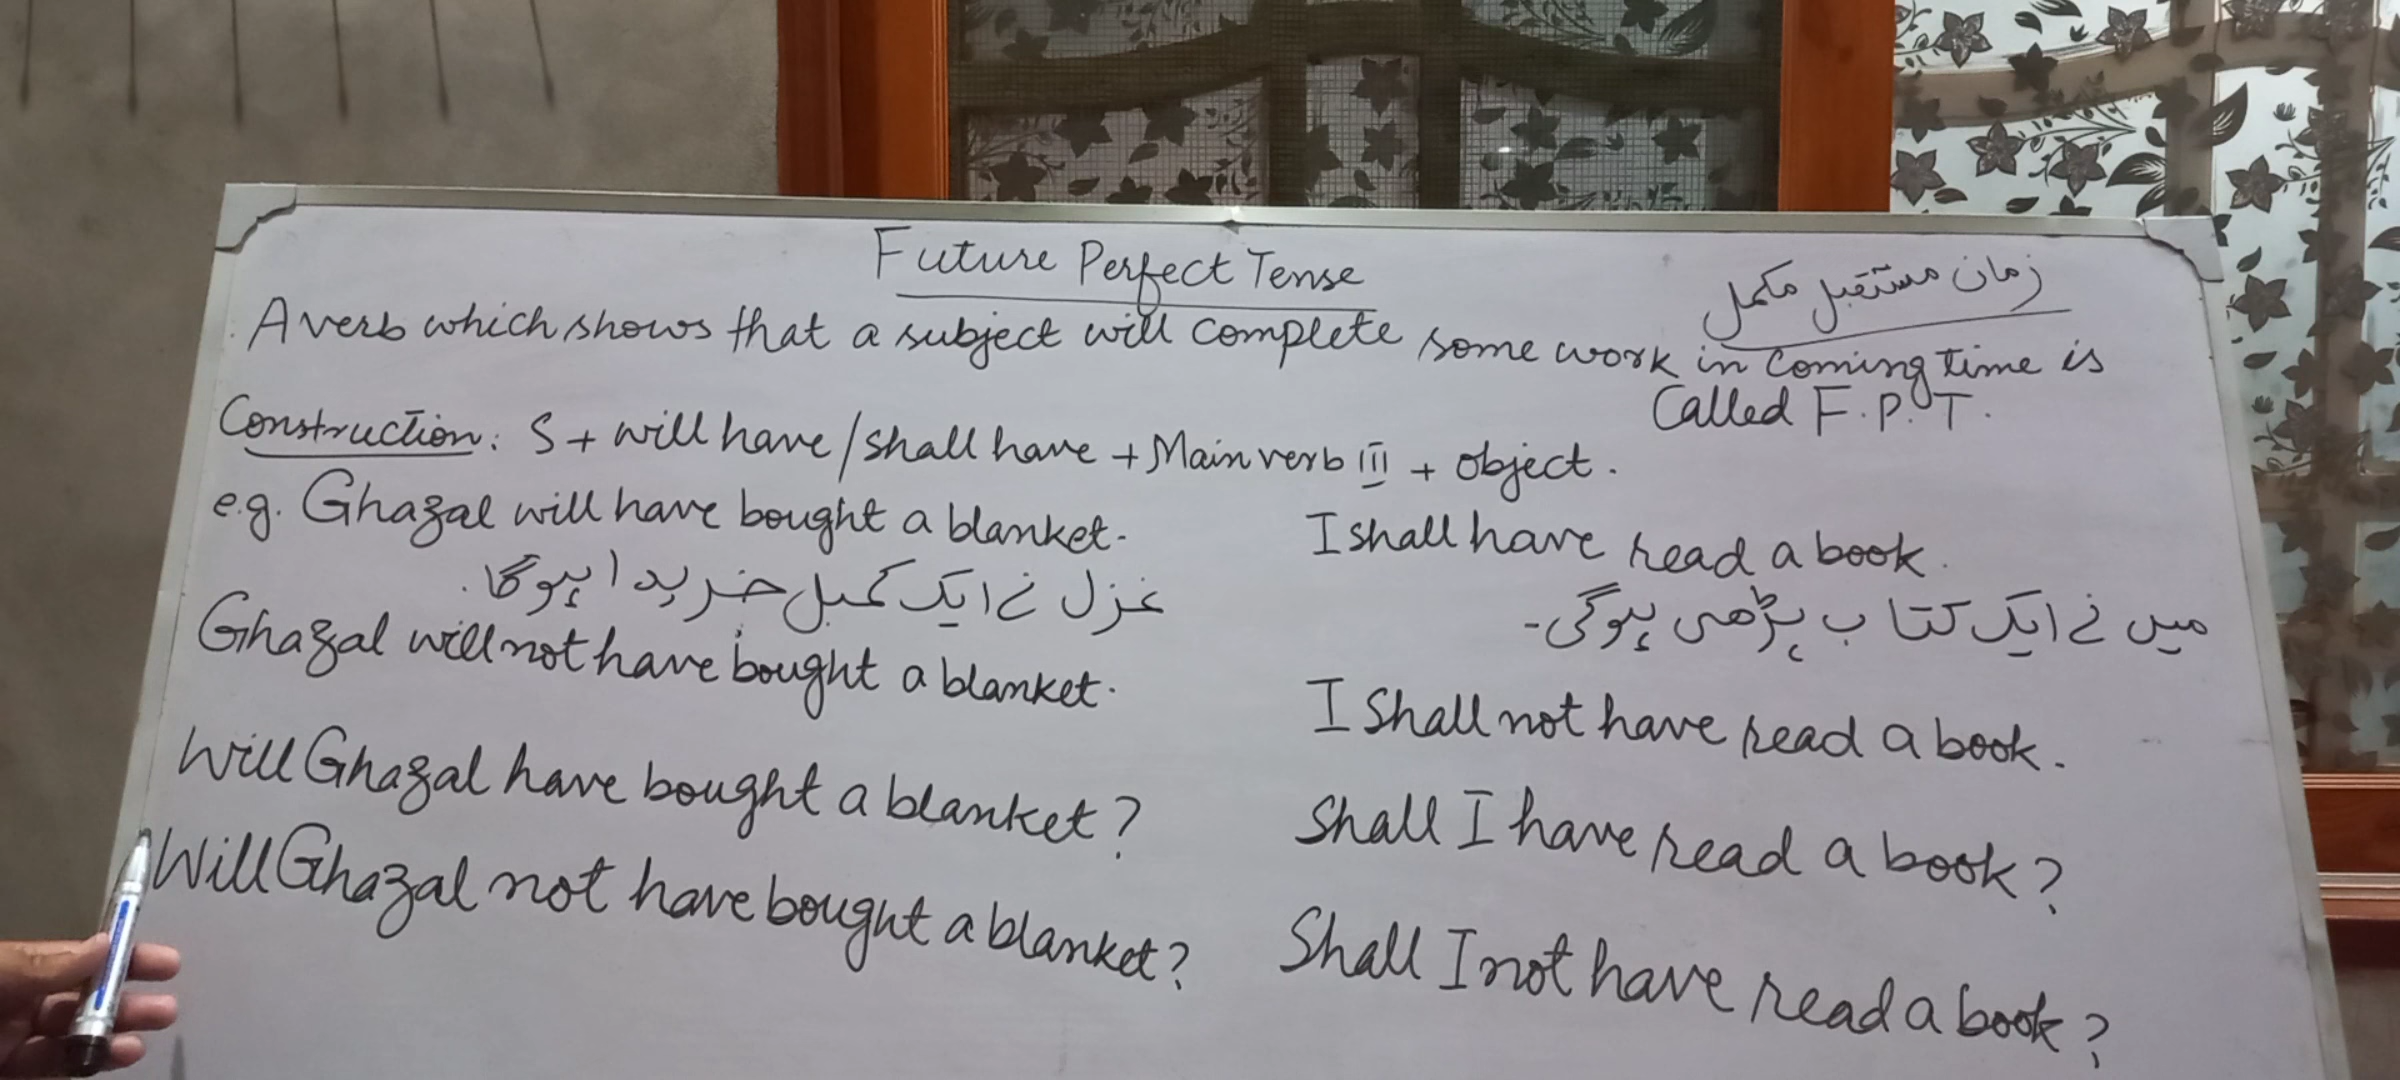 Future Perfect Tense
زمان مستقبل مکمل
A verb which shows that a subject will complete some work in coming time is
Called F.P.T.
Construction: S + will have / shall have + Main verb III + object.
e.g. Ghazal will have bought a blanket.
غزل نے ایک کمبل خریدا ہوگا.
Ghazal will not have bought a blanket.
Will Ghazal have bought a blanket?
Will Ghazal not have bought a blanket?
I shall have read a book.
میں نے ایک کتاب پڑھی ہوگی۔
I Shall not have read a book.
Shall I have read a book?
Shall I not have read a book?